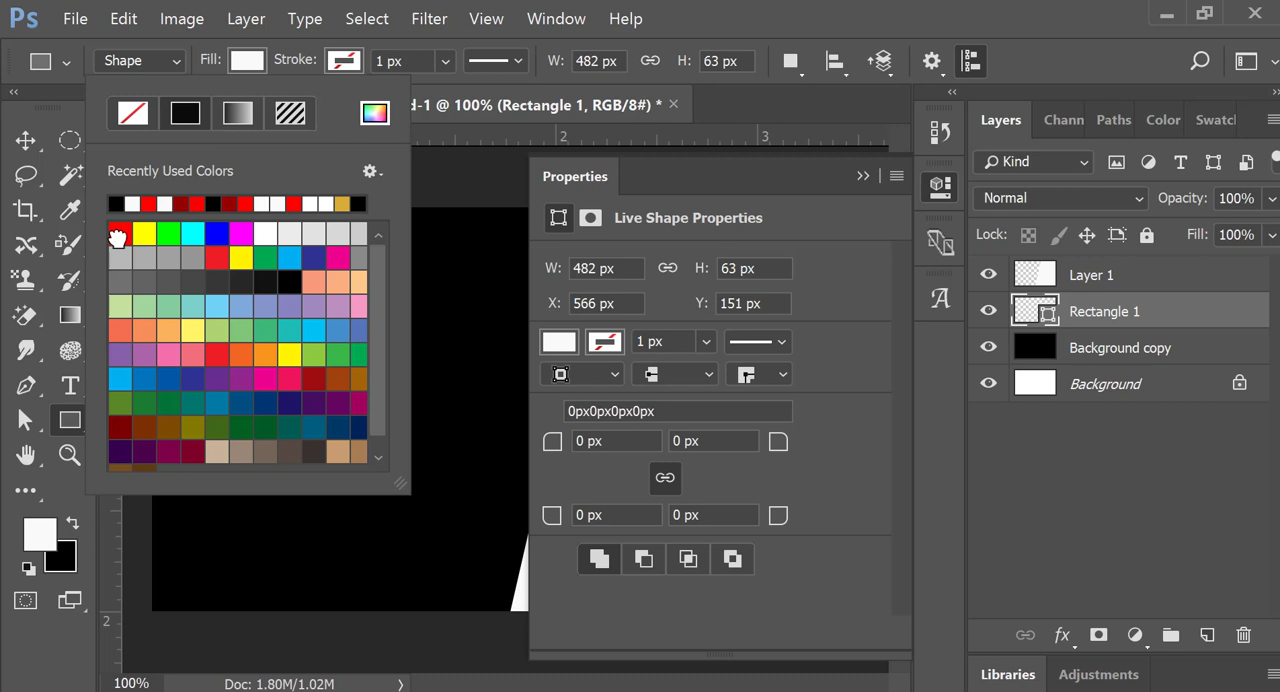 Ps File Edit Image Layer Type Select Filter View Window Help
Shape Fill: Stroke: 1 px W: 482 px H: 63 px
d-1 @ 100% (Rectangle 1, RGB/8#) * ×
Recently Used Colors
2 3
Properties
Live Shape Properties
W: 482 px H: 63 px
X: 566 px Y: 151 px
1 px
0px0px0px0px
0 px 0 px
0 px 0 px
Layers Chann Paths Color Swatc
Kind
Normal Opacity: 100%
Lock: Fill: 100%
Layer 1
Rectangle 1
Background copy
Background
2
100% Doc: 1.80M/1.02M
Libraries Adjustments